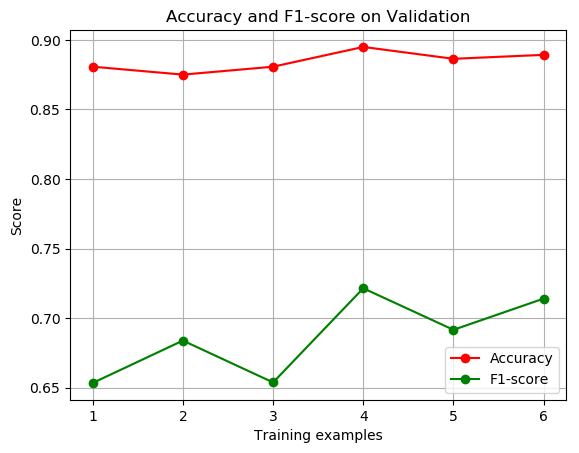 Accuracy and F1-score on Validation
0.90
0.85
0.80
0.75
0.70
0.65
Score
1 2 3 4 5 6
Training examples
Accuracy
F1-score